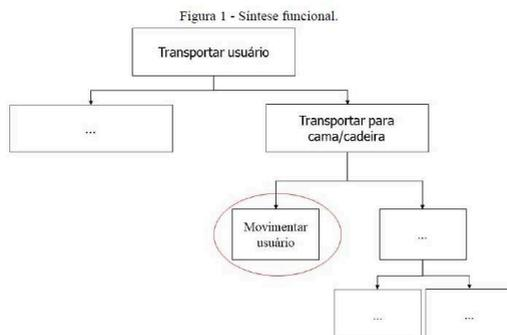 Figura 1 - Síntese funcional.
Transportar usuário
...
Transportar para
cama/cadeira
Movimentar
usuário
...
...
...